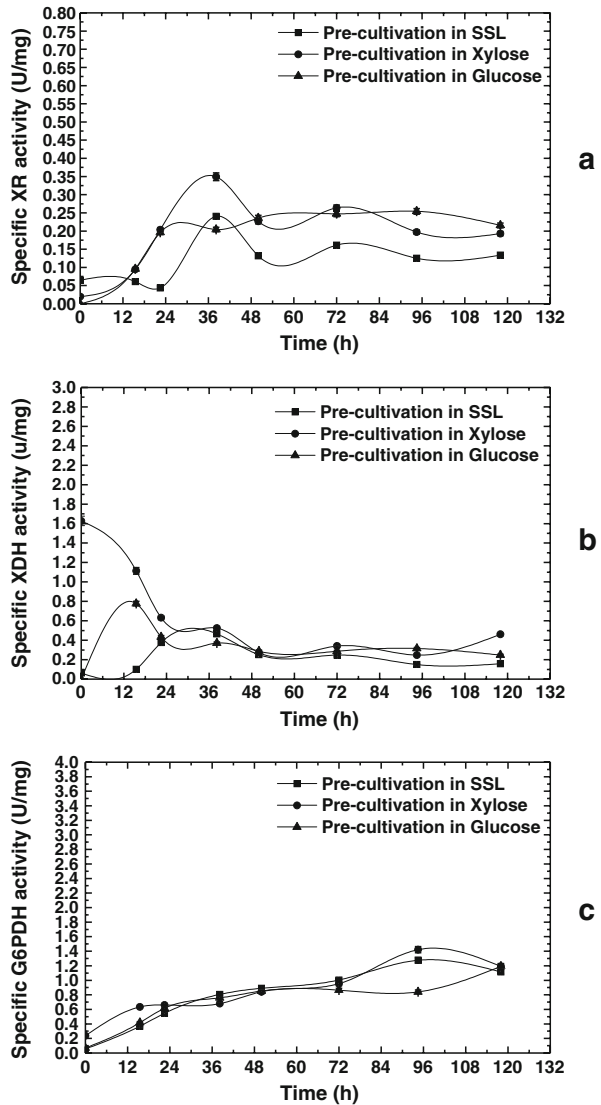 0.80
0.75
0.70
0.65
0.60
0.55
0.50
0.45
0.40
0.35
0.30
0.25
0.20
0.15
0.10
0.05
0.00
Specific XR activity (U/mg)
Pre-cultivation in SSL
Pre-cultivation in Xylose
Pre-cultivation in Glucose
a
0 12 24 36 48 60 72 84 96 108 120 132
Time (h)
3.0
2.8
2.6
2.4
2.2
2.0
1.8
1.6
1.4
1.2
1.0
0.8
0.6
0.4
0.2
0.0
Specific XDH activity (u/mg)
Pre-cultivation in SSL
Pre-cultivation in Xylose
Pre-cultivation in Glucose
b
0 12 24 36 48 60 72 84 96 108 120 132
Time (h)
4.0
3.8
3.6
3.4
3.2
3.0
2.8
2.6
2.4
2.2
2.0
1.8
1.6
1.4
1.2
1.0
0.8
0.6
0.4
0.2
0.0
Specific G6PDH activity (U/mg)
Pre-cultivation in SSL
Pre-cultivation in Xylose
Pre-cultivation in Glucose
c
0 12 24 36 48 60 72 84 96 108 120 132
Time (h)